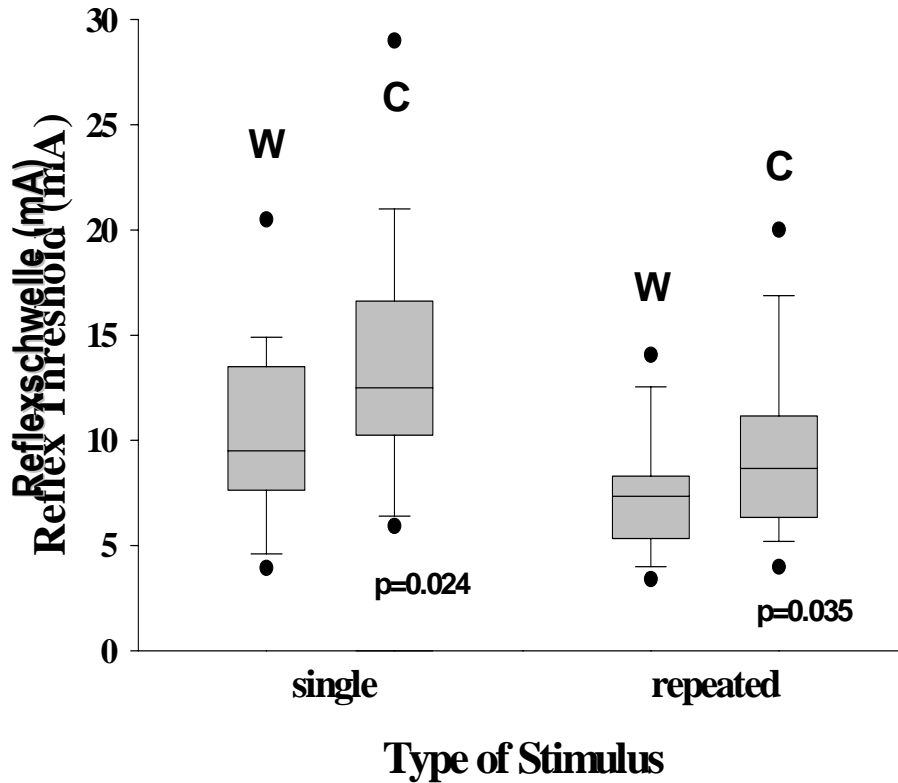 30
25
20
15
10
5
0
Reflexschwelle (mA)
Reflex Threshold (mA)
W
C
W
C
p=0.024
p=0.035
single
repeated
Type of Stimulus